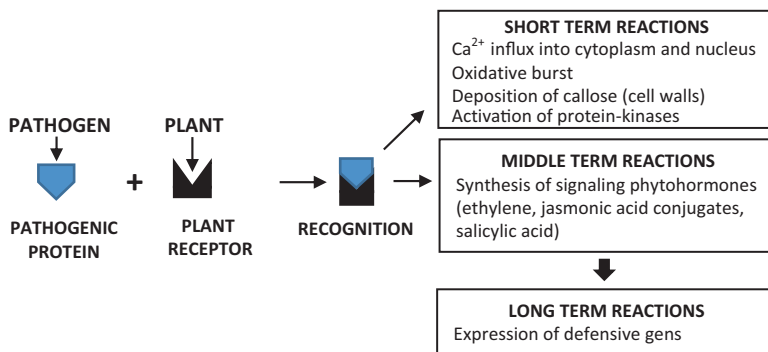 PATHOGEN
PLANT
+
PATHOGENIC
PROTEIN
PLANT
RECEPTOR
RECOGNITION
SHORT TERM REACTIONS
Ca²⁺ influx into cytoplasm and nucleus
Oxidative burst
Deposition of callose (cell walls)
Activation of protein-kinases
MIDDLE TERM REACTIONS
Synthesis of signaling phytohormones
(ethylene, jasmonic acid conjugates,
salicylic acid)
LONG TERM REACTIONS
Expression of defensive gens